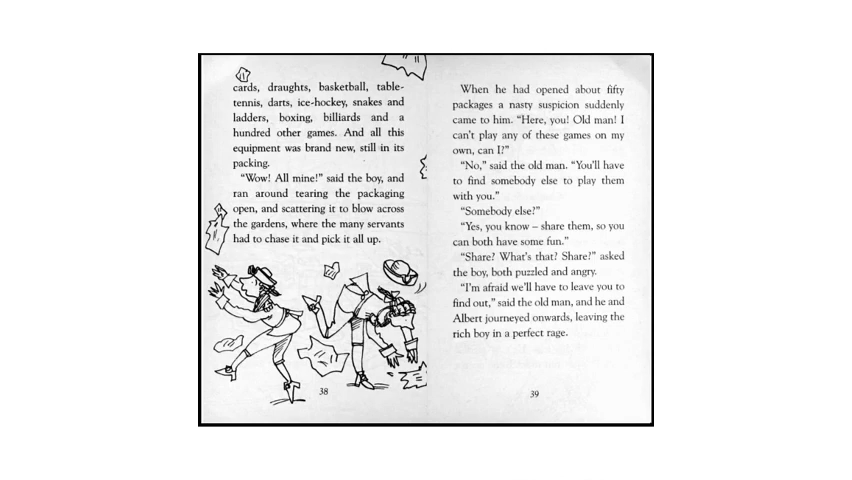 cards, draughts, basketball, table-
tennis, darts, ice-hockey, snakes and
ladders, boxing, billiards and a
hundred other games. And all this
equipment was brand new, still in its
packing.
“Wow! All mine!” said the boy, and
ran around tearing the packaging
open, and scattering it to blow across
the gardens, where the many servants
had to chase it and pick it all up.
38
When he had opened about fifty
packages a nasty suspicion suddenly
came to him. “Here, you! Old man! I
can't play any of these games on my
own, can I?”
“No,” said the old man. “You'll have
to find somebody else to play them
with you.”
“Somebody else?”
“Yes, you know – share them, so you
can both have some fun.”
“Share? What's that? Share?” asked
the boy, both puzzled and angry.
“I'm afraid we'll have to leave you to
find out,” said the old man, and he and
Albert journeyed onwards, leaving the
rich boy in a perfect rage.
39